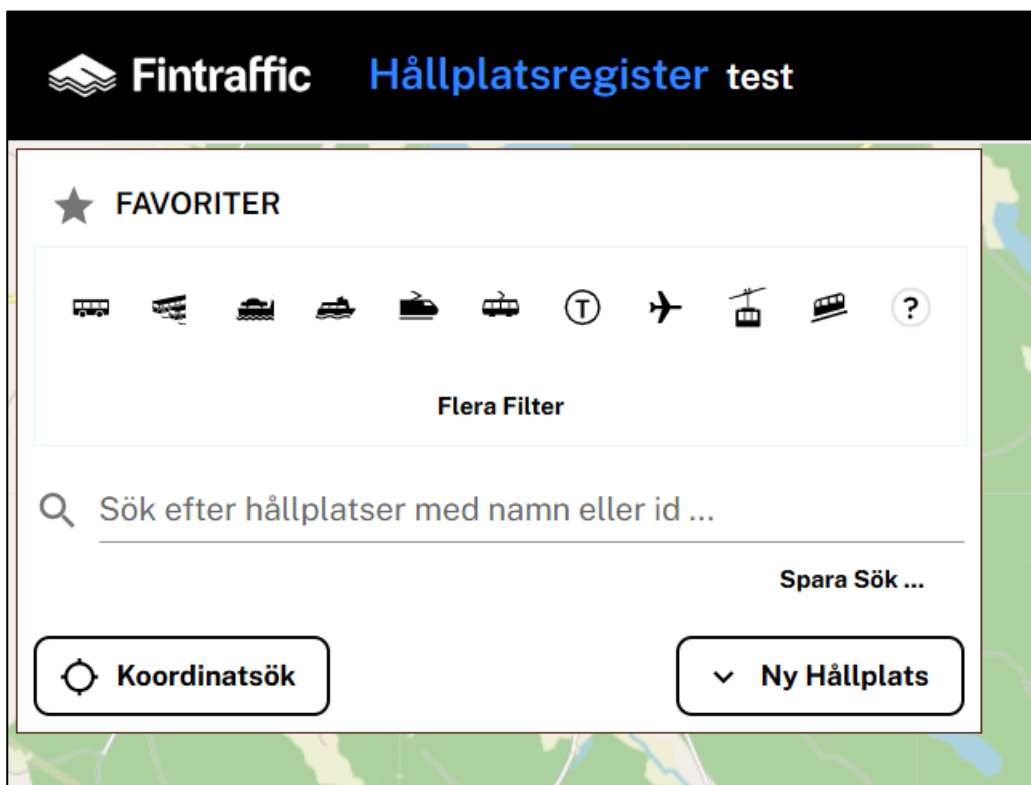 Fintraffic Hållplatsregister test
FAVORITER
T ?
Flera Filter
Sök efter hållplatser med namn eller id ...
Spara Sök ...
Koordinatsök Ny Hållplats